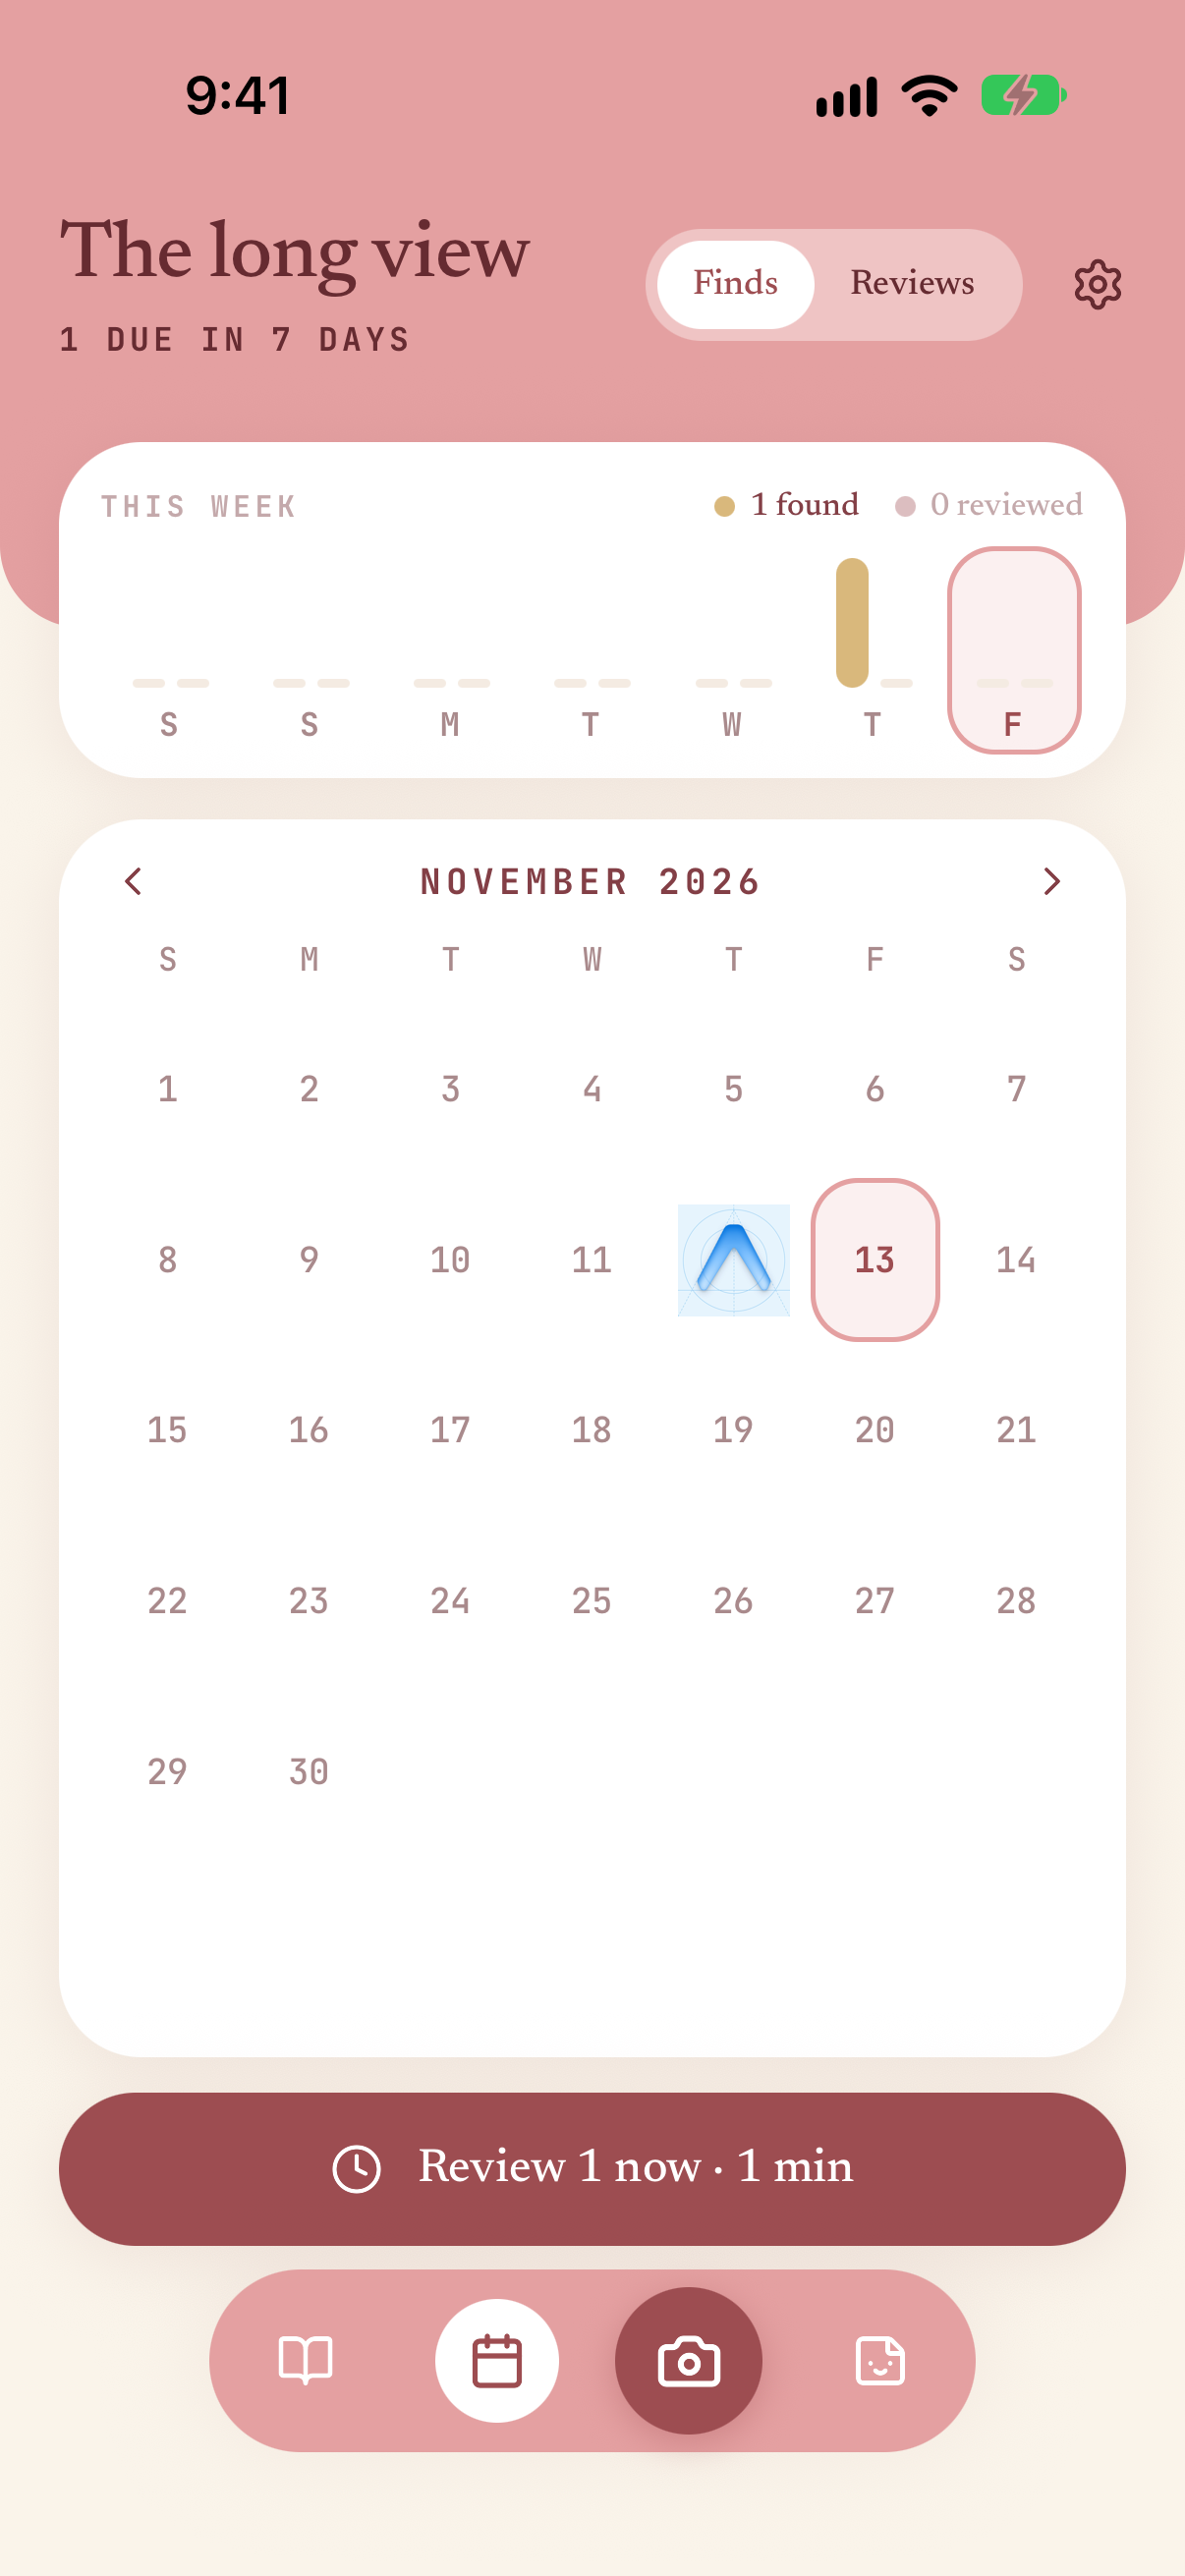 9:41
The long view
1 DUE IN 7 DAYS
Finds
Reviews
THIS WEEK
1 found
0 reviewed
S S M T W T F
NOVEMBER 2026
S M T W T F S
1 2 3 4 5 6 7
8 9 10 11 13 14
15 16 17 18 19 20 21
22 23 24 25 26 27 28
29 30
Review 1 now · 1 min